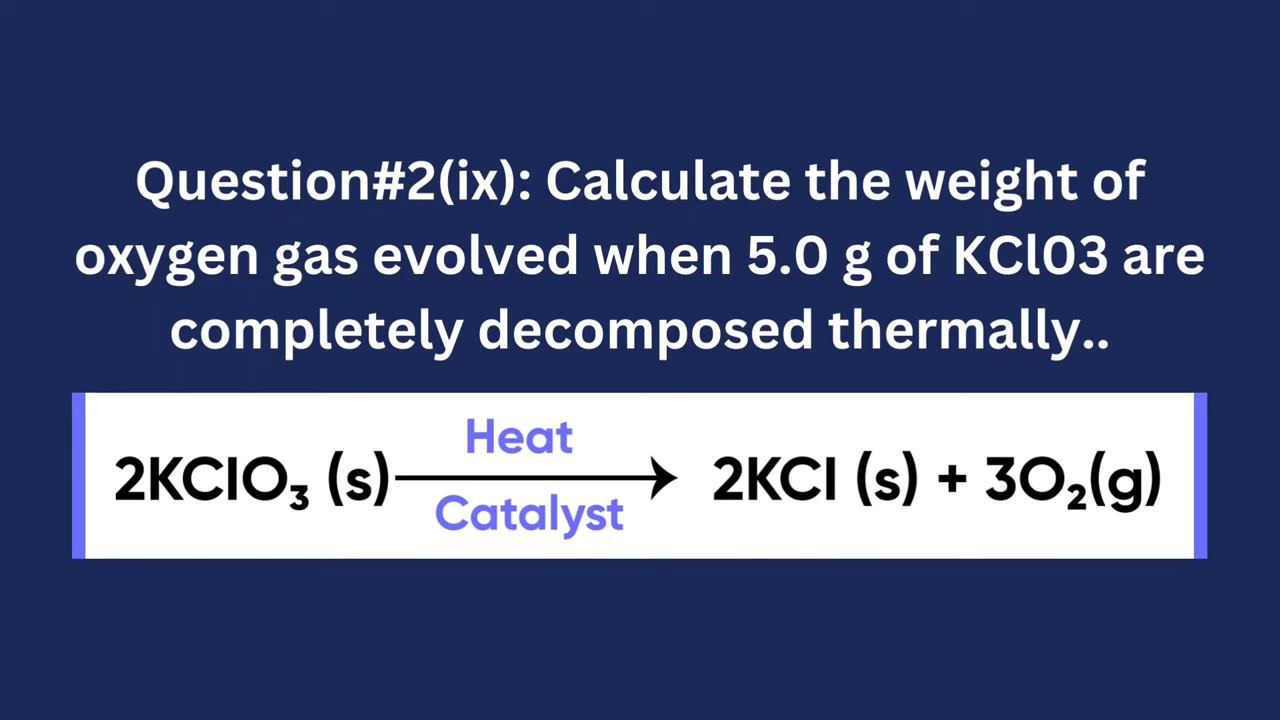 Question#2(ix): Calculate the weight of
oxygen gas evolved when 5.0 g of KCl03 are
completely decomposed thermally..
Heat
2KClO₃ (s) → 2KCl (s) + 3O₂(g)
Catalyst